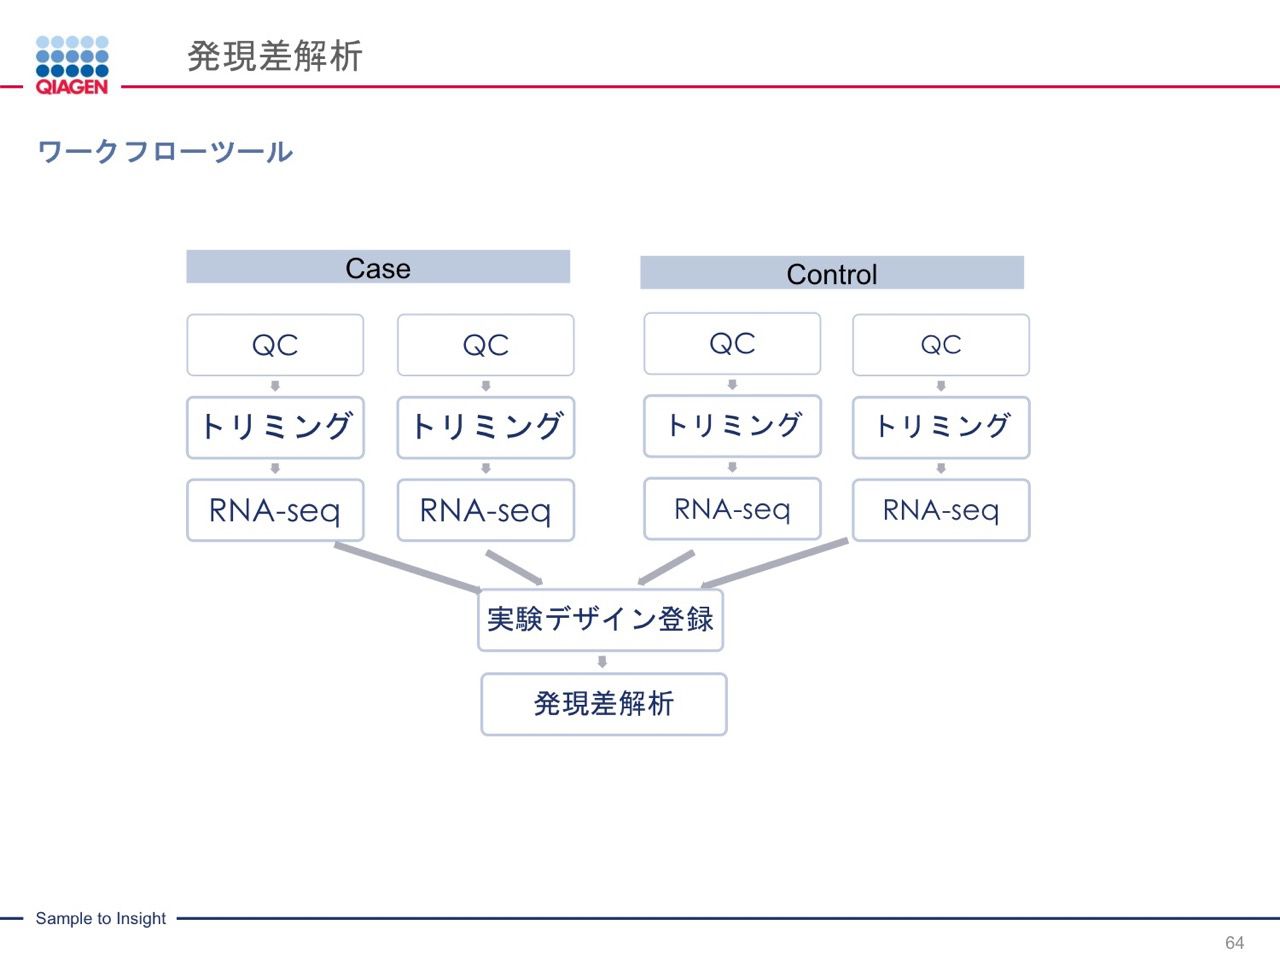 QIAGEN
発現差解析
ワークフローツール
Case
Control
QC
QC
QC
QC
トリミング
トリミング
トリミング
トリミング
RNA-seq
RNA-seq
RNA-seq
RNA-seq
実験デザイン登録
発現差解析
Sample to Insight
64